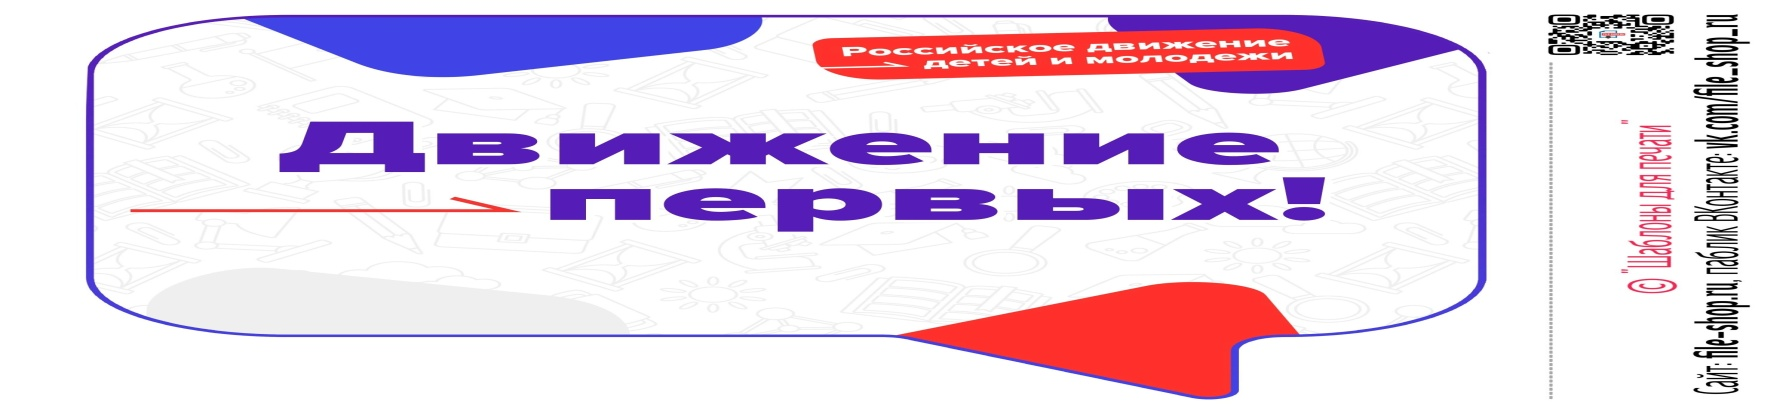 Российское движение
детей и молодежи
Движение
первых!
© "Шаблоны для печати"
Сайт: file-shop.ru, паблик ВКонтакте: vk.com/file_shop_ru